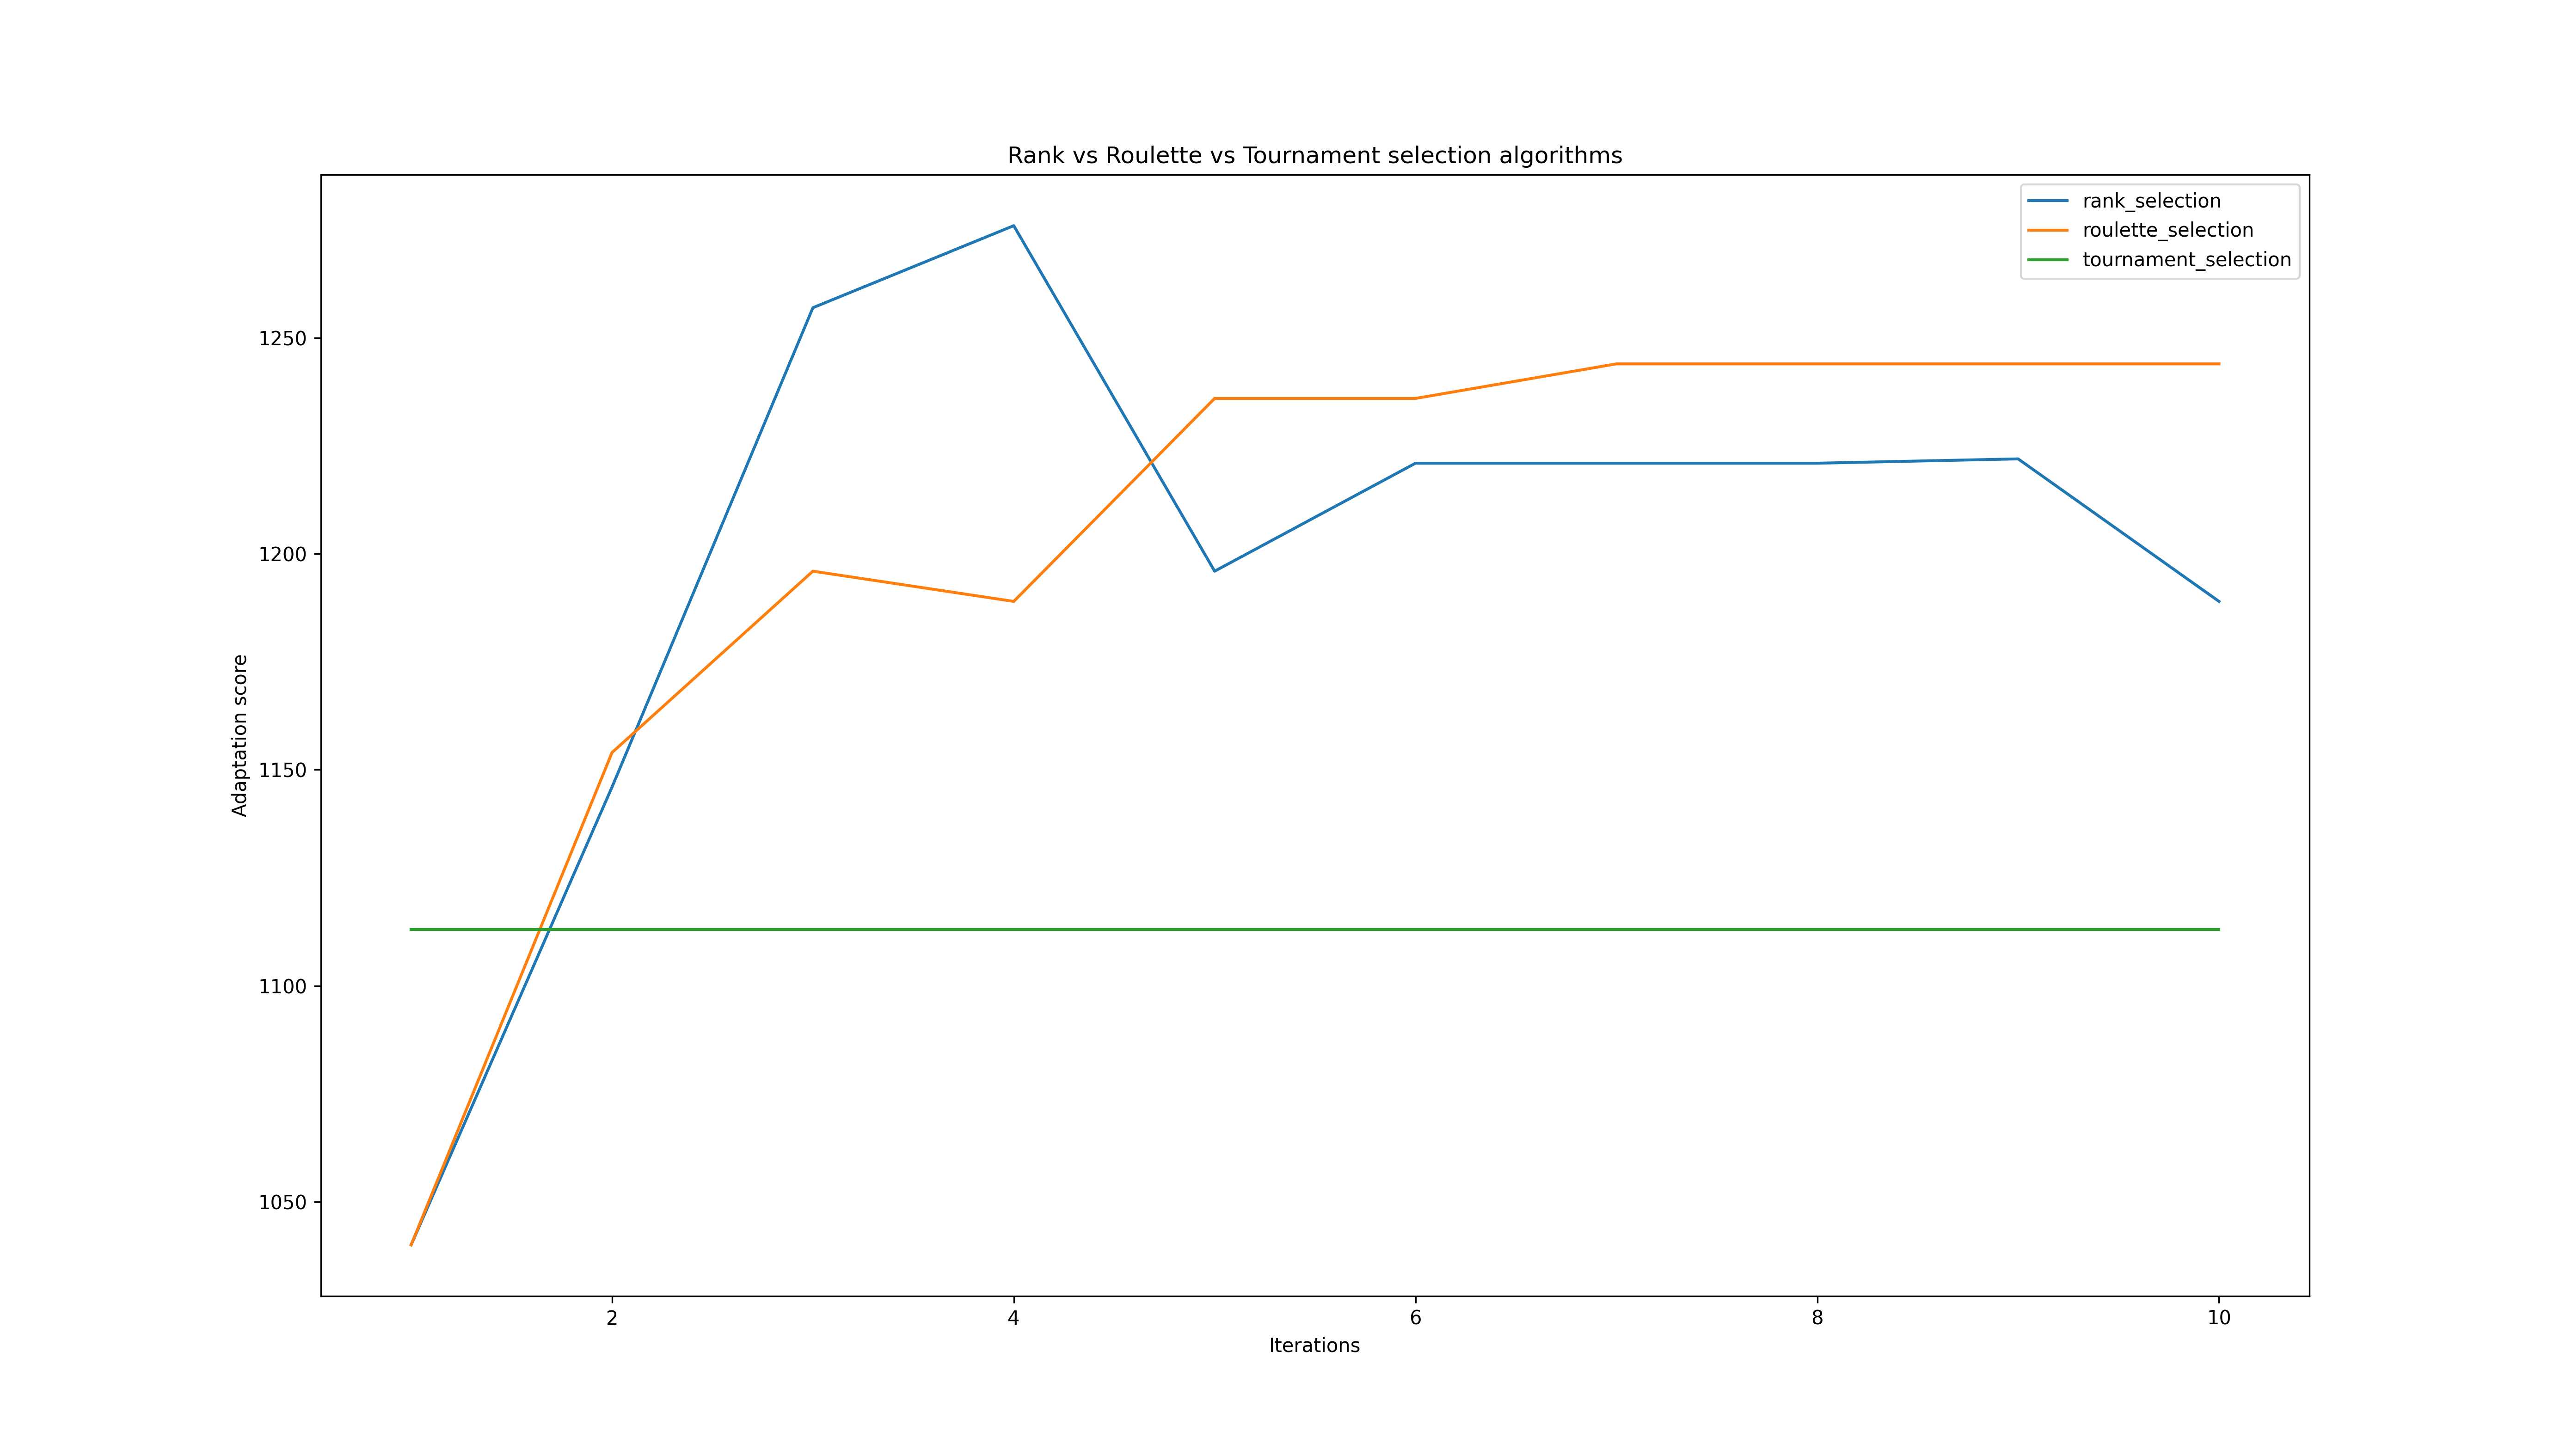 Rank vs Roulette vs Tournament selection algorithms
rank_selection
roulette_selection
tournament_selection
Adaptation score
1250
1200
1150
1100
1050
2 4 6 8 10
Iterations